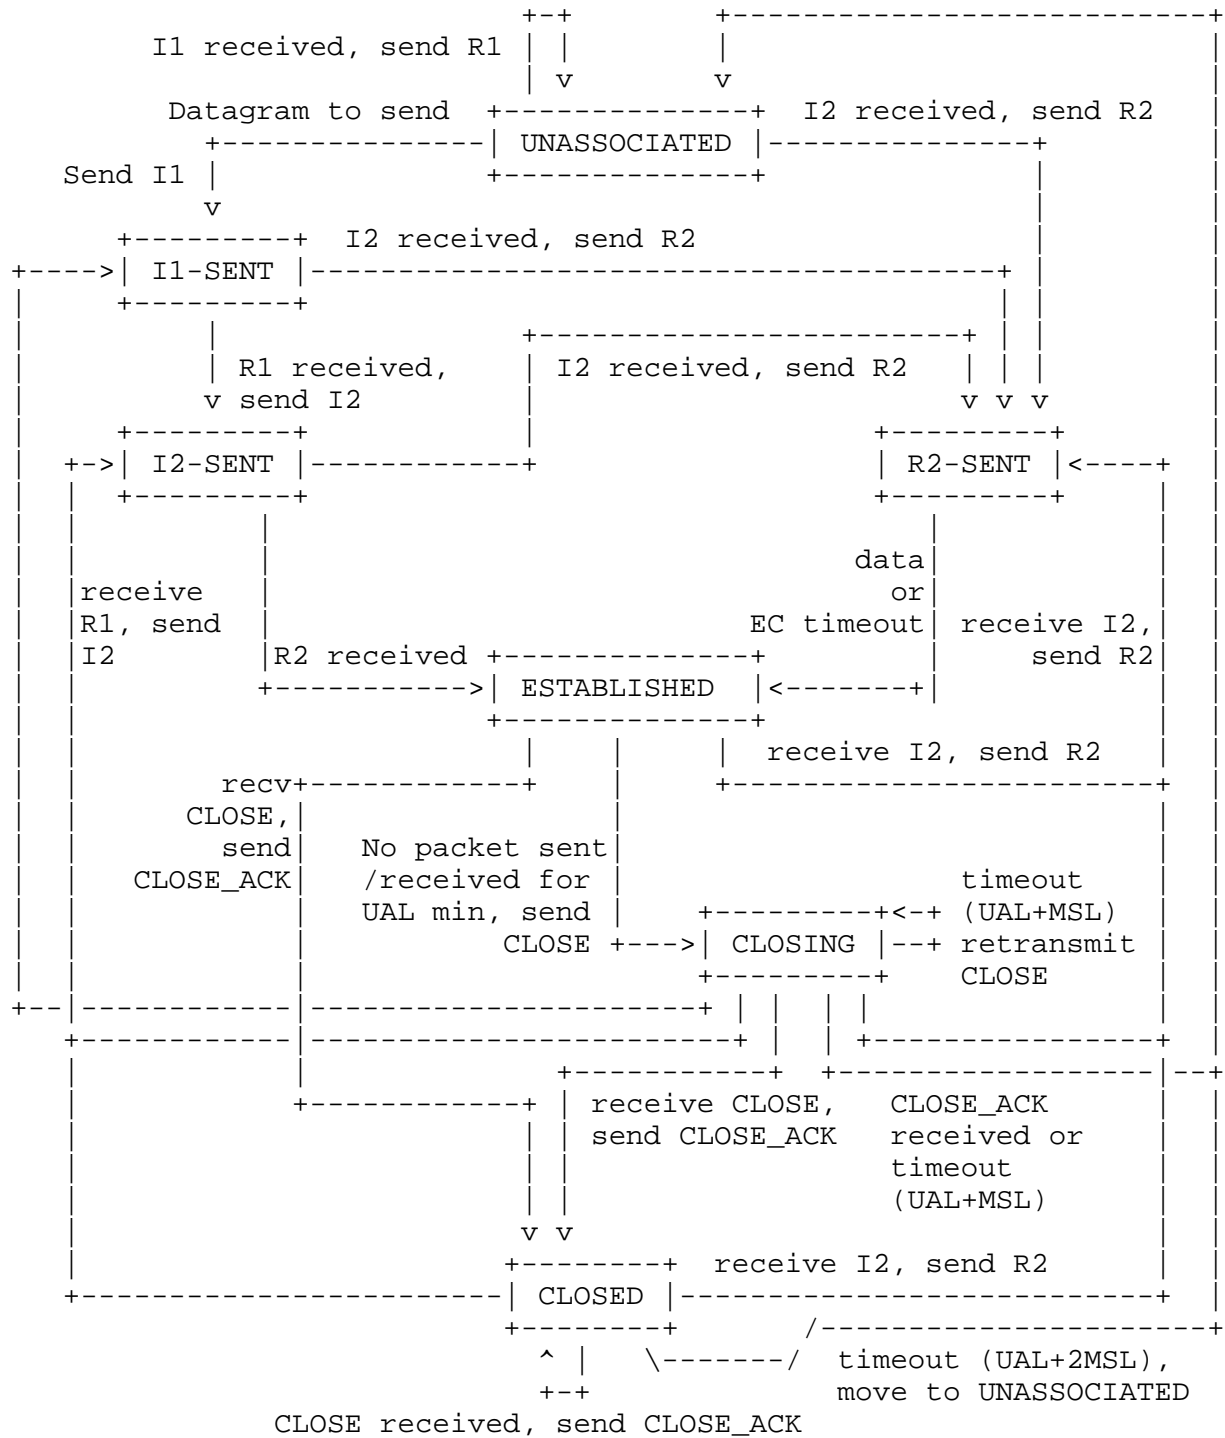 I1 received, send R1
Datagram to send I2 received, send R2
UNASSOCIATED
Send I1
I2 received, send R2
I1-SENT
R1 received, I2 received, send R2
send I2
I2-SENT R2-SENT
data
receive or
R1, send EC timeout receive I2,
I2 R2 received send R2
ESTABLISHED
receive I2, send R2
recv
CLOSE,
send No packet sent
CLOSE_ACK /received for timeout
UAL min, send (UAL+MSL)
CLOSE CLOSING retransmit
CLOSE
receive CLOSE, CLOSE_ACK
send CLOSE_ACK received or
timeout
(UAL+MSL)
receive I2, send R2
CLOSED
timeout (UAL+2MSL),
move to UNASSOCIATED
CLOSE received, send CLOSE_ACK